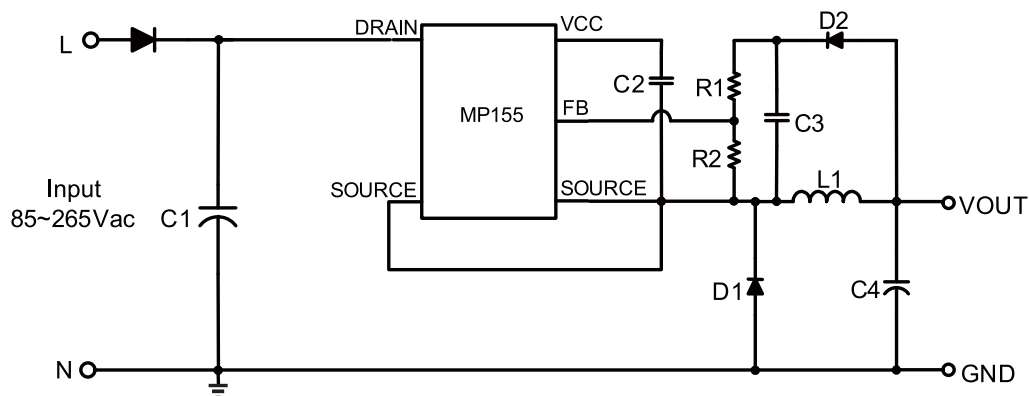 L
DRAIN
VCC
D2
C2
R1
MP155
FB
C3
R2
Input
85~265Vac
C1
SOURCE
SOURCE
L1
VOUT
D1
C4
N
GND